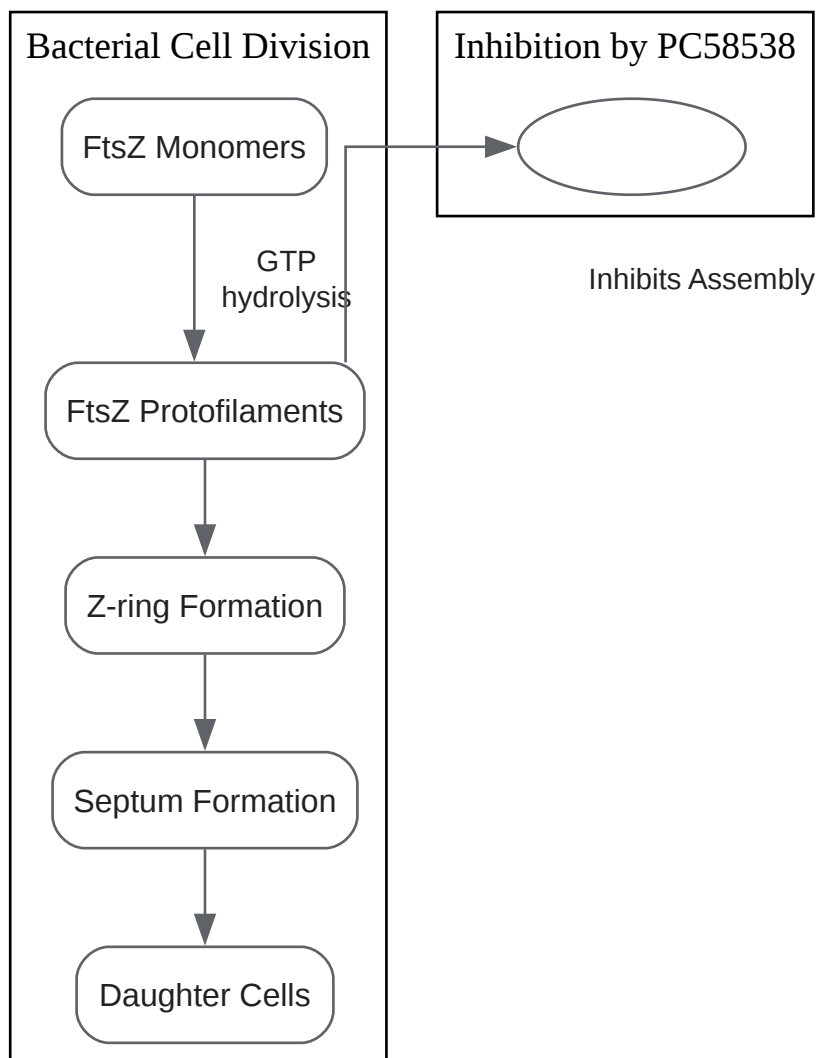 Bacterial Cell Division
Inhibition by PC58538
FtsZ Monomers
GTP
hydrolysis
Inhibits Assembly
FtsZ Protofilaments
Z-ring Formation
Septum Formation
Daughter Cells